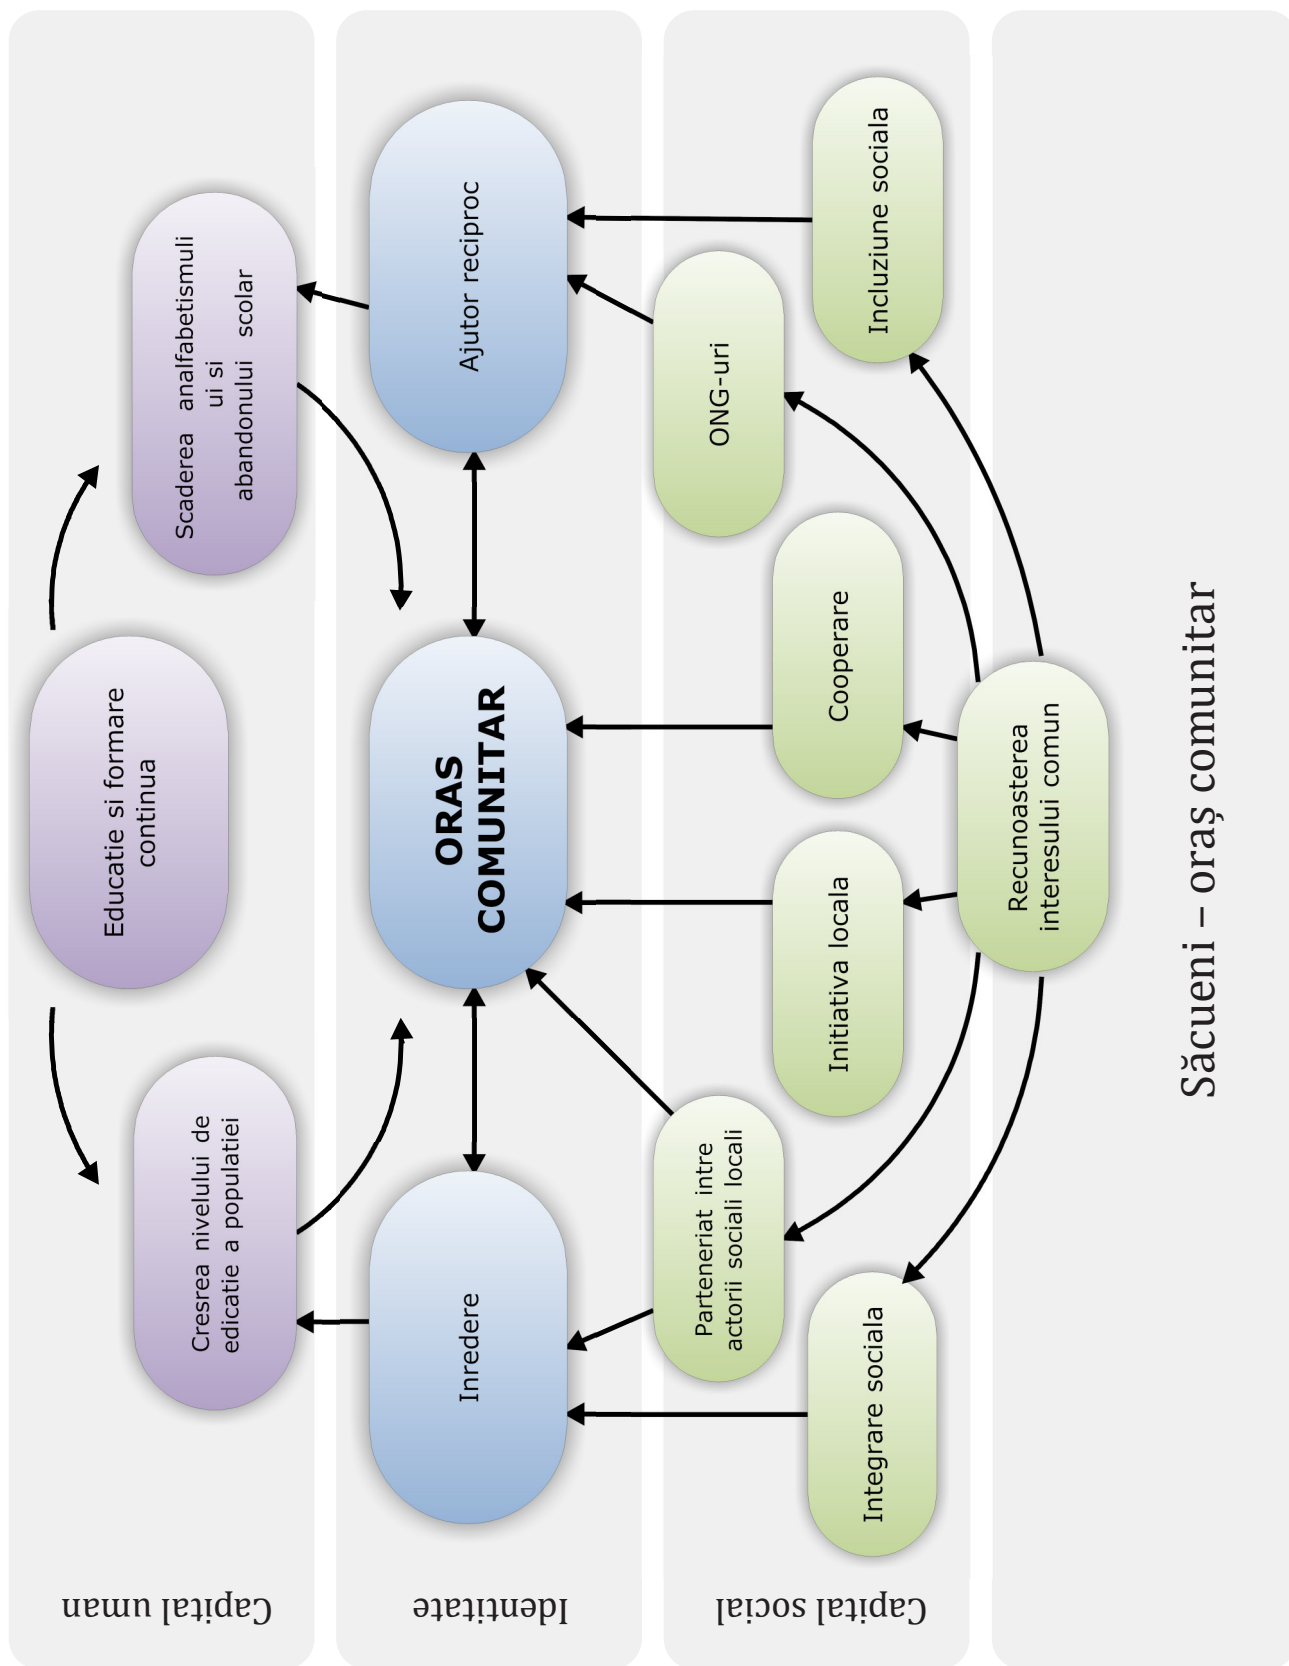 Capital uman
Educatie si formare
continua
Cresrea nivelului de
edicatie a populatiei
Scaderea analfabetismuli
ui si
abandonului scolar
Identitate
Inredere
ORAS
COMUNITAR
Ajutor reciproc
Capital social
Parteneriat intre
actorii sociali locali
ONG-uri
Integrare sociala
Initiativa locala
Cooperare
Incluziune sociala
Recunoasterea
interesului comun
Săcueni – oraș comunitar